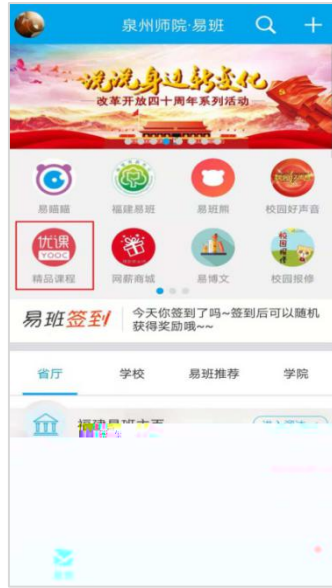 泉州师院·易班
说说身边新变化
改革开放四十周年系列活动
易瞄瞄
福建易班
易班熊
校园好声音
优课
YOOC
精品课程
网薪商城
易博文
校园报修
易班签到
今天你签到了吗~签到后可以随机
获得奖励哦~~
省厅
学校
易班推荐
学院